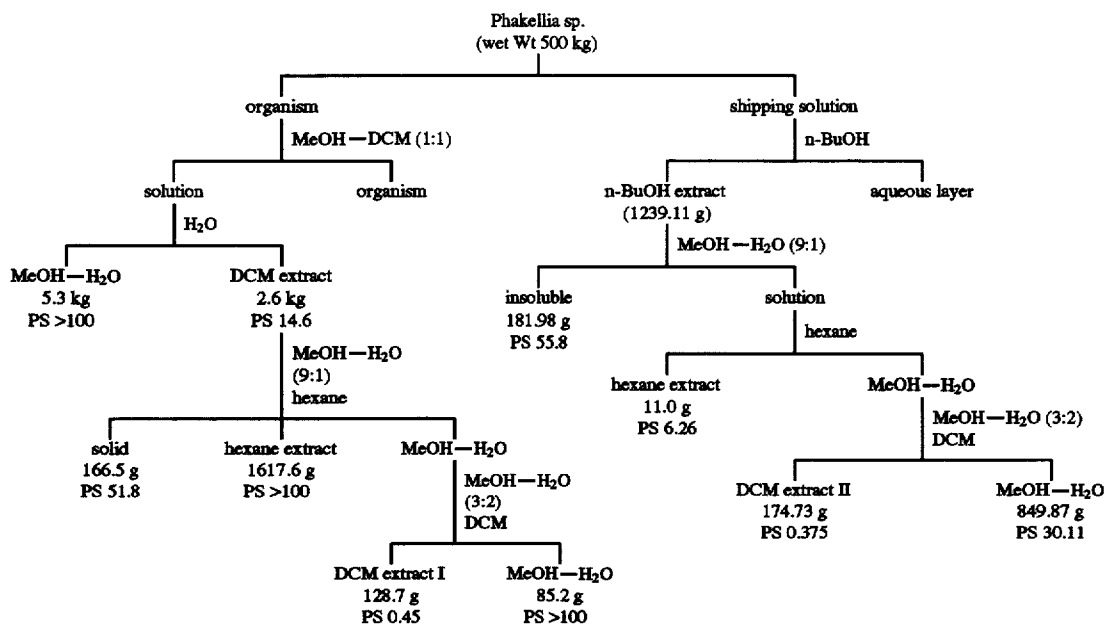 Phakellia sp.
(wet Wt 500 kg)
organism
shipping solution
MeOH—DCM (1:1)
n-BuOH
solution
organism
n-BuOH extract
(1239.11 g)
aqueous layer
H₂O
MeOH—H₂O (9:1)
MeOH—H₂O
5.3 kg
PS >100
DCM extract
2.6 kg
PS 14.6
insoluble
181.98 g
PS 55.8
solution
hexane
MeOH—H₂O
(9:1)
hexane
hexane extract
11.0 g
PS 6.26
MeOH—H₂O
MeOH—H₂O (3:2)
DCM
solid
166.5 g
PS 51.8
hexane extract
1617.6 g
PS >100
MeOH—H₂O
MeOH—H₂O
(3:2)
DCM
DCM extract II
174.73 g
PS 0.375
MeOH—H₂O
849.87 g
PS 30.11
DCM extract I
128.7 g
PS 0.45
MeOH—H₂O
85.2 g
PS >100